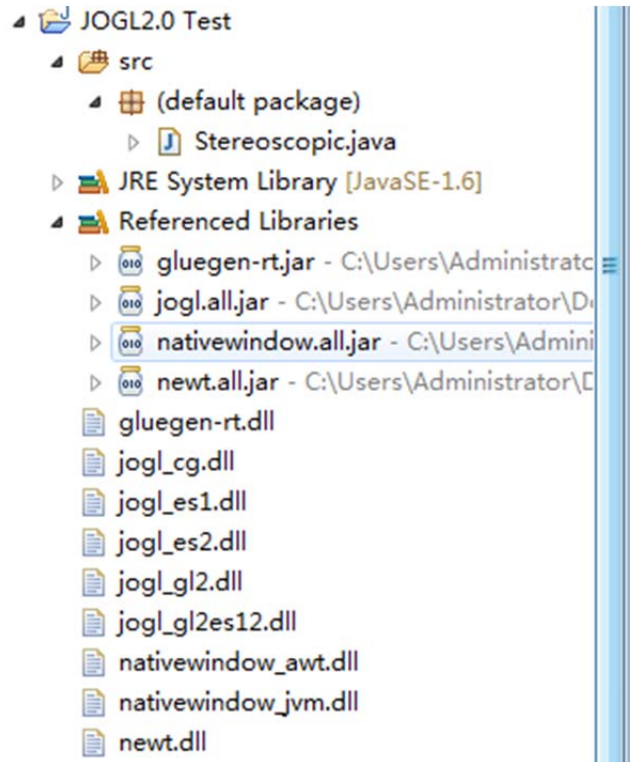 JOGL2.0 Test
src
(default package)
Stereoscopic.java
JRE System Library [JavaSE-1.6]
Referenced Libraries
gluegen-rt.jar - C:\Users\Administratc
jogl.all.jar - C:\Users\Administrator\D
nativewindow.all.jar - C:\Users\Admini
newt.all.jar - C:\Users\Administrator\D
gluegen-rt.dll
jogl_cg.dll
jogl_es1.dll
jogl_es2.dll
jogl_gl2.dll
jogl_gl2es12.dll
nativewindow_awt.dll
nativewindow_jvm.dll
newt.dll